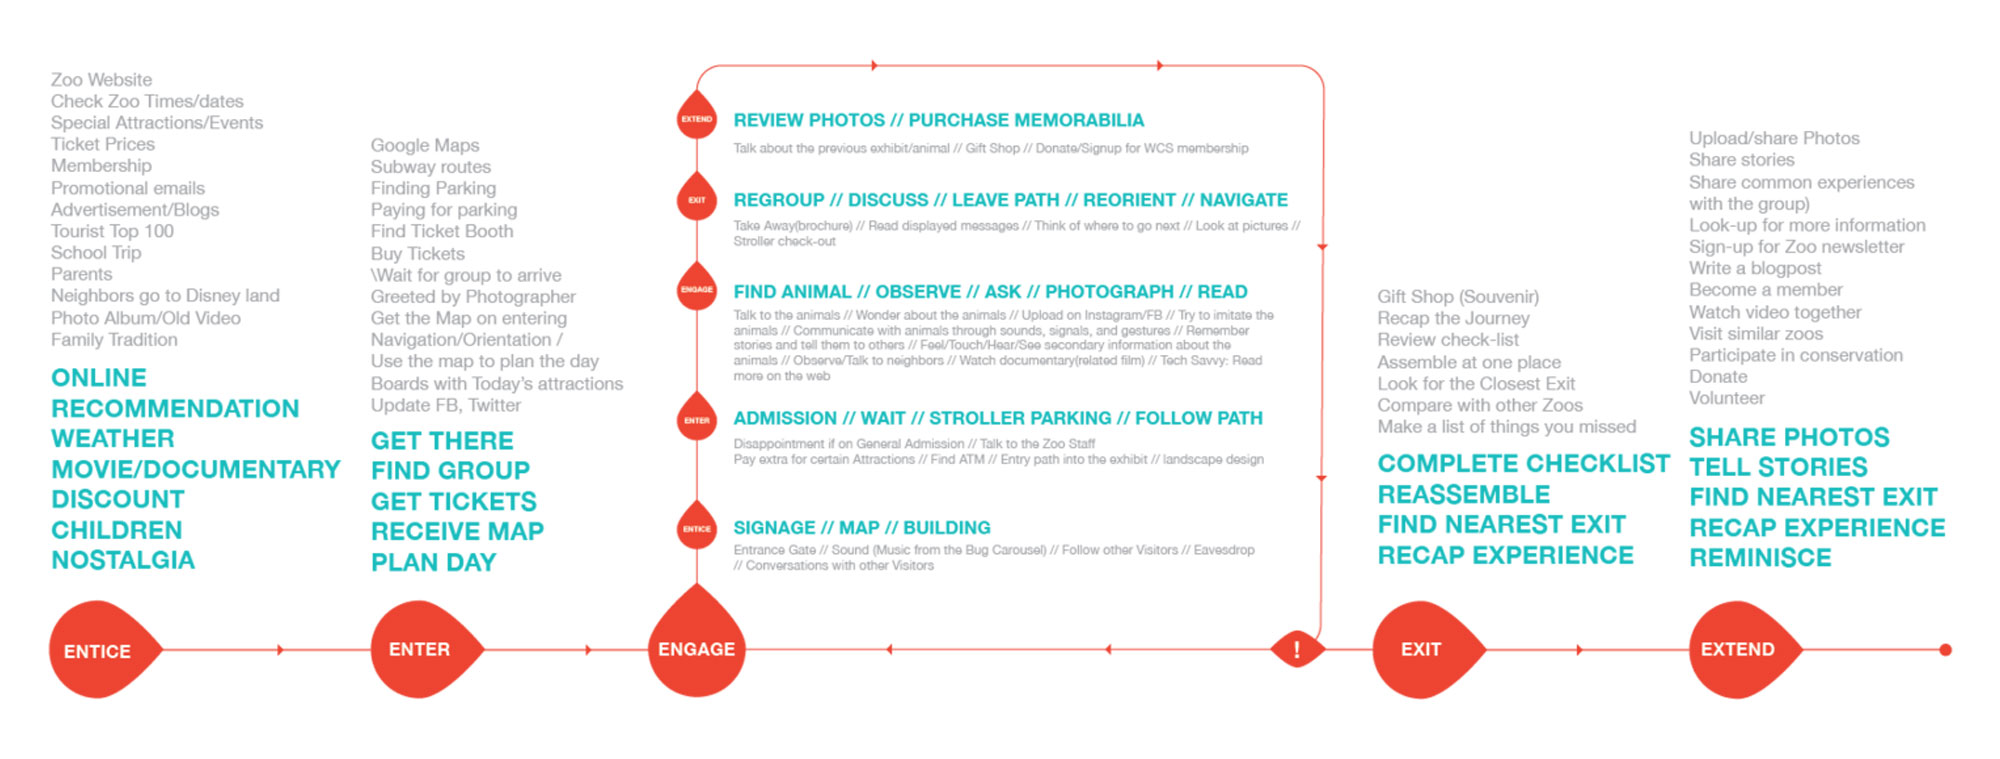 Zoo Website
Check Zoo Times/dates
Special Attractions/Events
Ticket Prices
Membership
Promotional emails
Advertisement/Blogs
Tourist Top 100
School Trip
Parents
Neighbors go to Disney land
Photo Album/Old Video
Family Tradition
ONLINE
RECOMMENDATION
WEATHER
MOVIE/DOCUMENTARY
DISCOUNT
CHILDREN
NOSTALGIA
ENTICE
Google Maps
Subway routes
Finding Parking
Paying for parking
Find Ticket Booth
Buy Tickets
\Wait for group to arrive
Greeted by Photographer
Get the Map on entering
Navigation/Orientation /
Use the map to plan the day
Boards with Today's attractions
Update FB, Twitter
GET THERE
FIND GROUP
GET TICKETS
RECEIVE MAP
PLAN DAY
ENTER
EXTEND
REVIEW PHOTOS // PURCHASE MEMORABILIA
Talk about the previous exhibit/animal // Gift Shop // Donate/Signup for WCS membership
EXIT
REGROUP // DISCUSS // LEAVE PATH // REORIENT // NAVIGATE
Take Away(brochure) // Read displayed messages // Think of where to go next // Look at pictures //
Stroller check-out
ENGAGE
FIND ANIMAL // OBSERVE // ASK // PHOTOGRAPH // READ
Talk to the animals // Wonder about the animals // Upload on Instagram/FB // Try to imitate the
animals // Communicate with animals through sounds, signals, and gestures // Remember
stories and tell them to others // Feel/Touch/Hear/See secondary information about the
animals // Observe/Talk to neighbors // Watch documentary(related film) // Tech Savvy: Read
more on the web
ENTER
ADMISSION // WAIT // STROLLER PARKING // FOLLOW PATH
Disappointment if on General Admission // Talk to the Zoo Staff
Pay extra for certain Attractions // Find ATM // Entry path into the exhibit // landscape design
ENTICE
SIGNAGE // MAP // BUILDING
Entrance Gate // Sound (Music from the Bug Carousel) // Follow other Visitors // Eavesdrop
// Conversations with other Visitors
ENGAGE
!
Gift Shop (Souvenir)
Recap the Journey
Review check-list
Assemble at one place
Look for the Closest Exit
Compare with other Zoos
Make a list of things you missed
COMPLETE CHECKLIST
REASSEMBLE
FIND NEAREST EXIT
RECAP EXPERIENCE
EXIT
Upload/share Photos
Share stories
Share common experiences
with the group)
Look-up for more information
Sign-up for Zoo newsletter
Write a blogpost
Become a member
Watch video together
Visit similar zoos
Participate in conservation
Donate
Volunteer
SHARE PHOTOS
TELL STORIES
FIND NEAREST EXIT
RECAP EXPERIENCE
REMINISCE
EXTEND